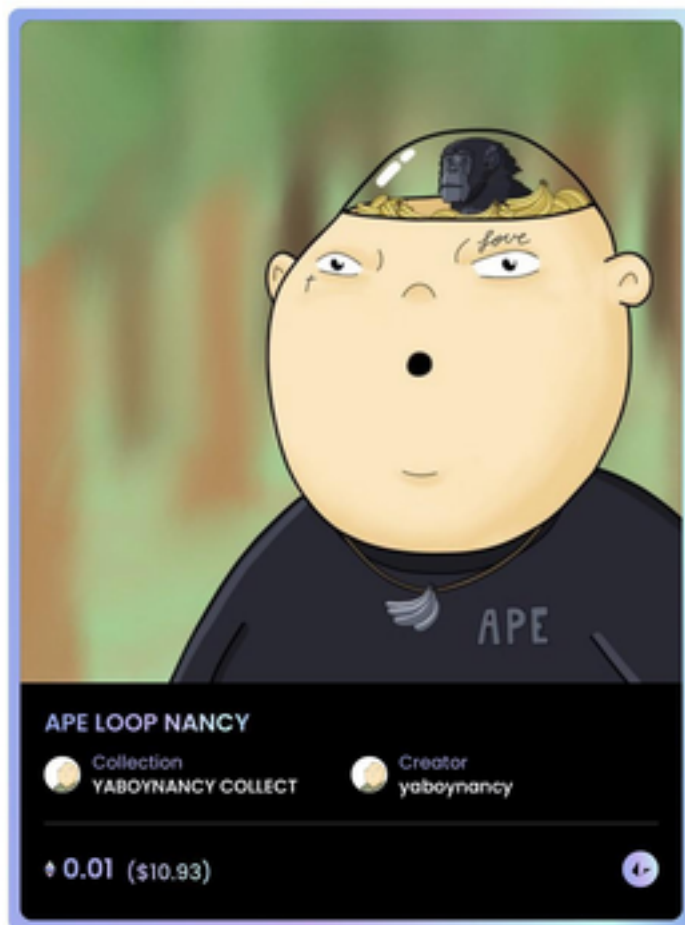 love
APE
APE LOOP NANCY
Collection
YABOYNANCY COLLECT
Creator
yaboynancy
0.01 ($10.93)